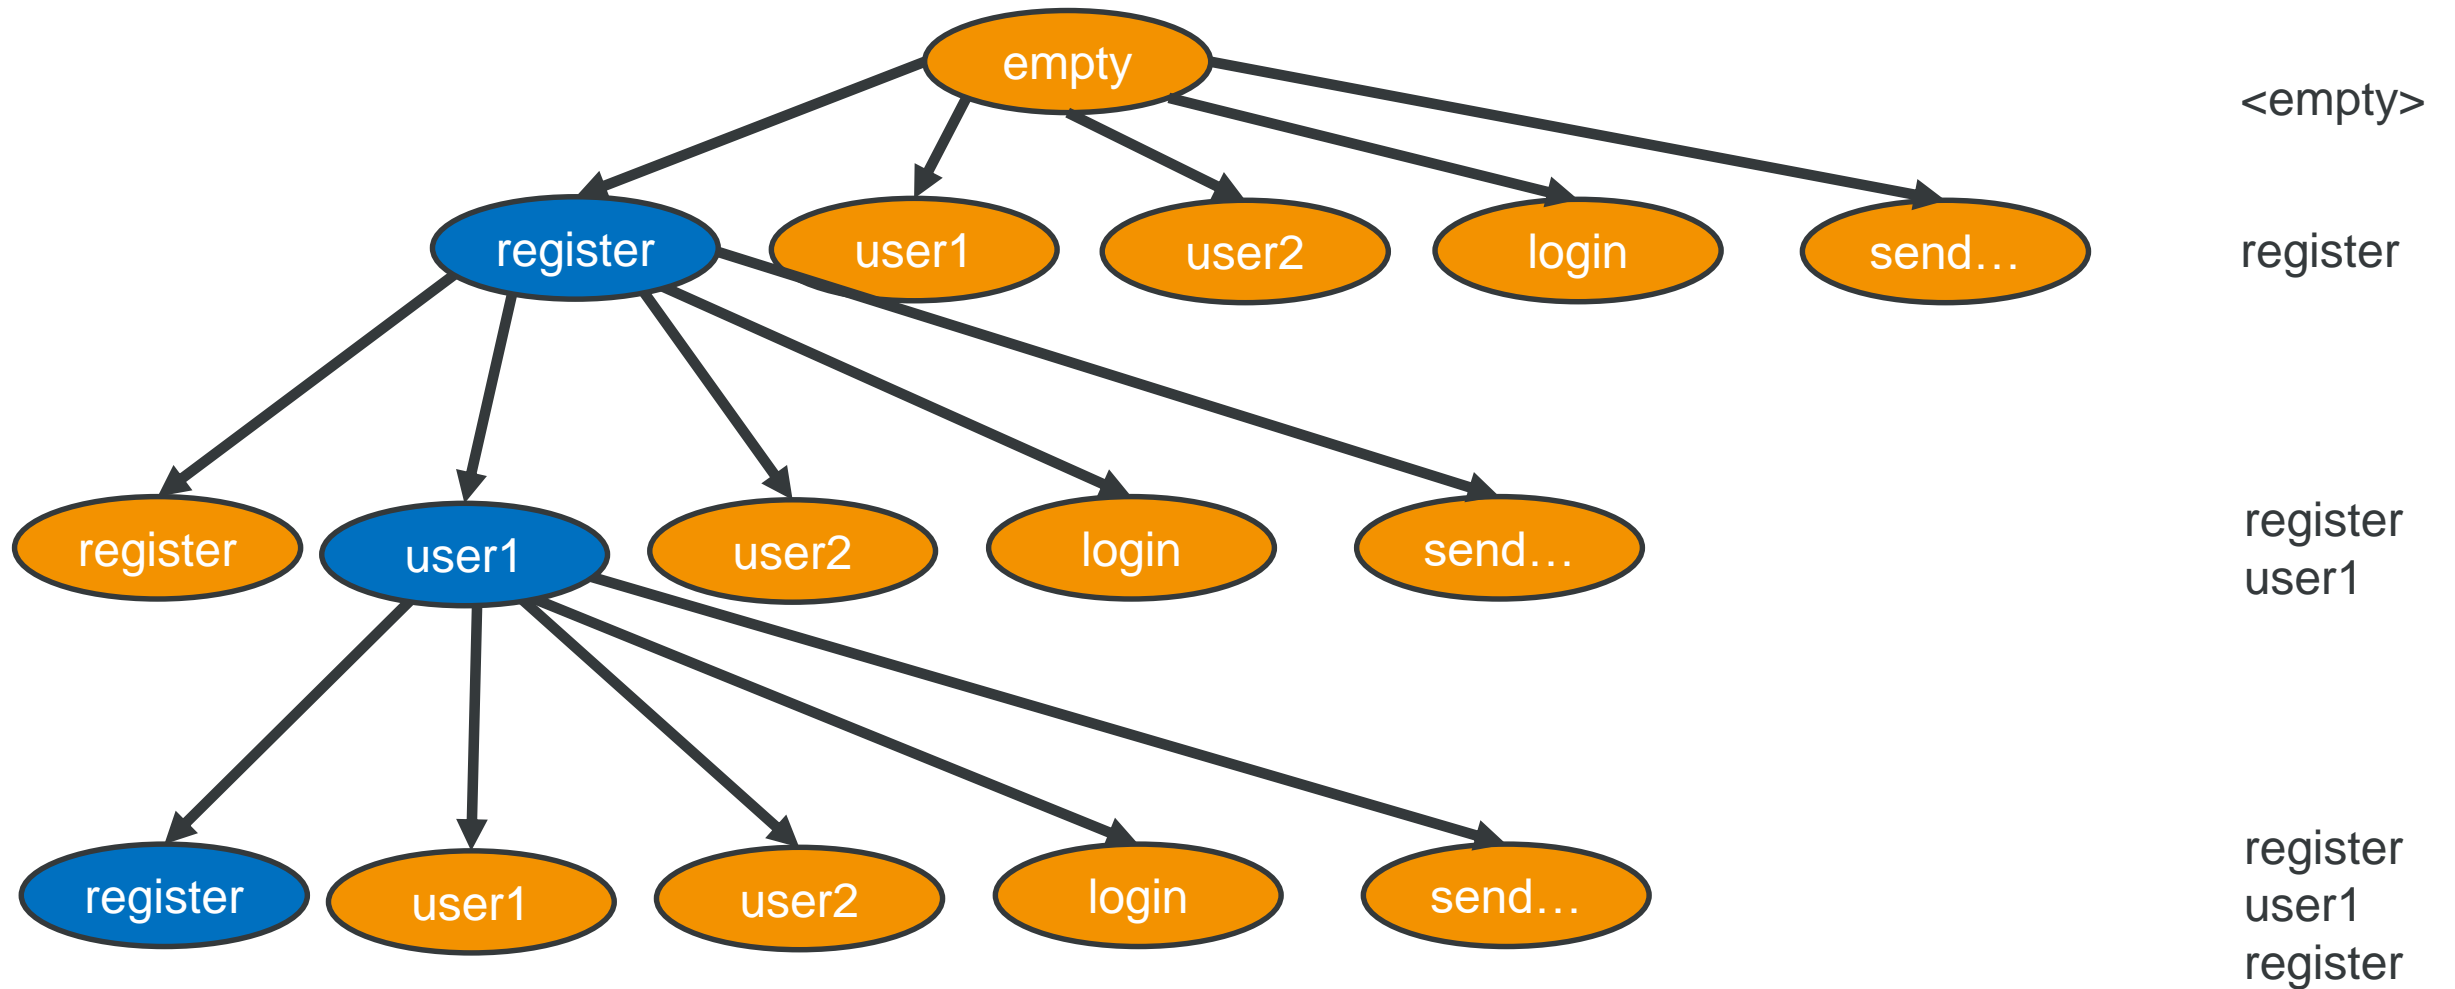 empty
<empty>
register
user1
user2
login
send…
register
register
user1
user2
login
send…
register
user1
register
user1
user2
login
send…
register
user1
register